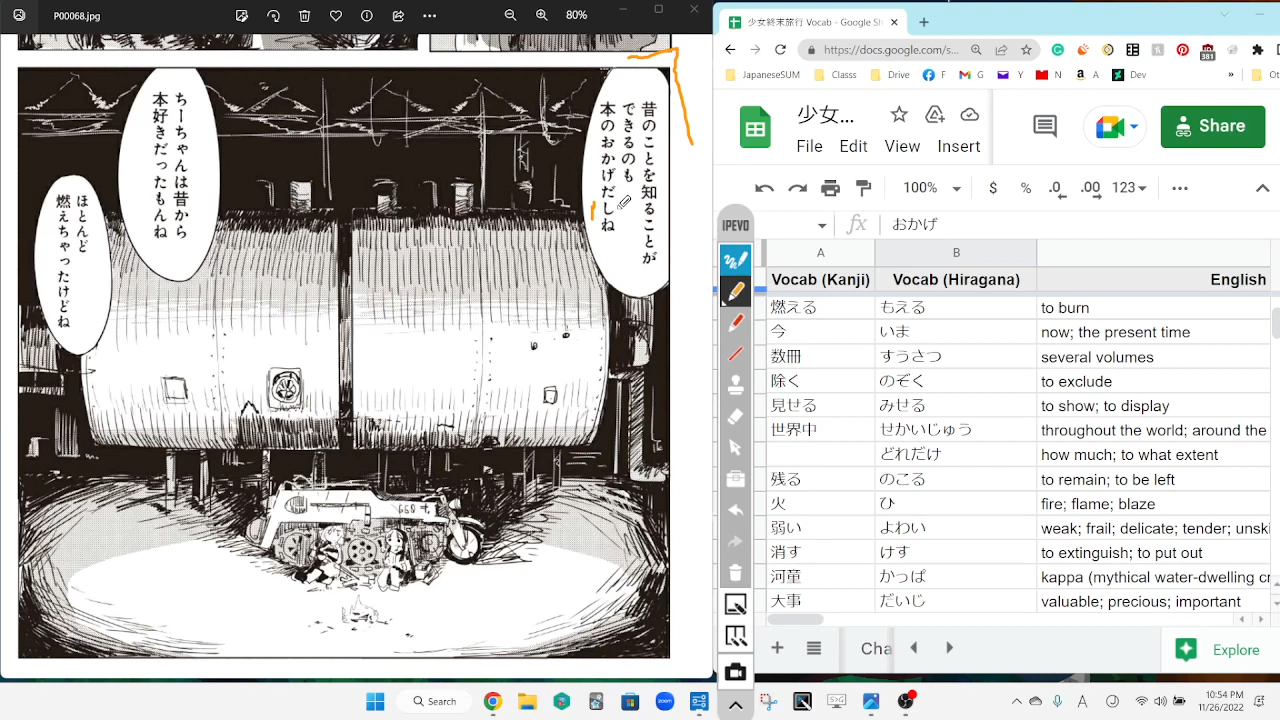 P00068.jpg
80%
昔のことを知ることが
できるのも
本のおかげだしね
ちーちゃんは昔から
本好きだったもんね
ほとんど
燃えちゃったけどね
659
少女終末旅行 Vocab - Google Sh
https://docs.google.com/s...
381
JapaneseSUM
Classs
Drive
F
G
Y
N
A
Dev
Ot
少女...
File
Edit
View
Insert
Share
100%
$
%
.0
.00
123
IPEVO
fx
おかげ
A
B
Vocab (Kanji)
Vocab (Hiragana)
English
燃える
もえる
to burn
今
いま
now; the present time
数冊
すうさつ
several volumes
除く
のぞく
to exclude
見せる
みせる
to show; to display
世界中
せかいじゅう
throughout the world; around the
どれだけ
how much; to what extent
残る
のこる
to remain; to be left
火
ひ
fire; flame; blaze
弱い
よわい
weak; frail; delicate; tender; unski
消す
けす
to extinguish; to put out
河童
かっぱ
kappa (mythical water-dwelling cr
大事
だいじ
valuable; precious; important
Cha
Explore
Search
zoom
A
10:54 PM
11/26/2022